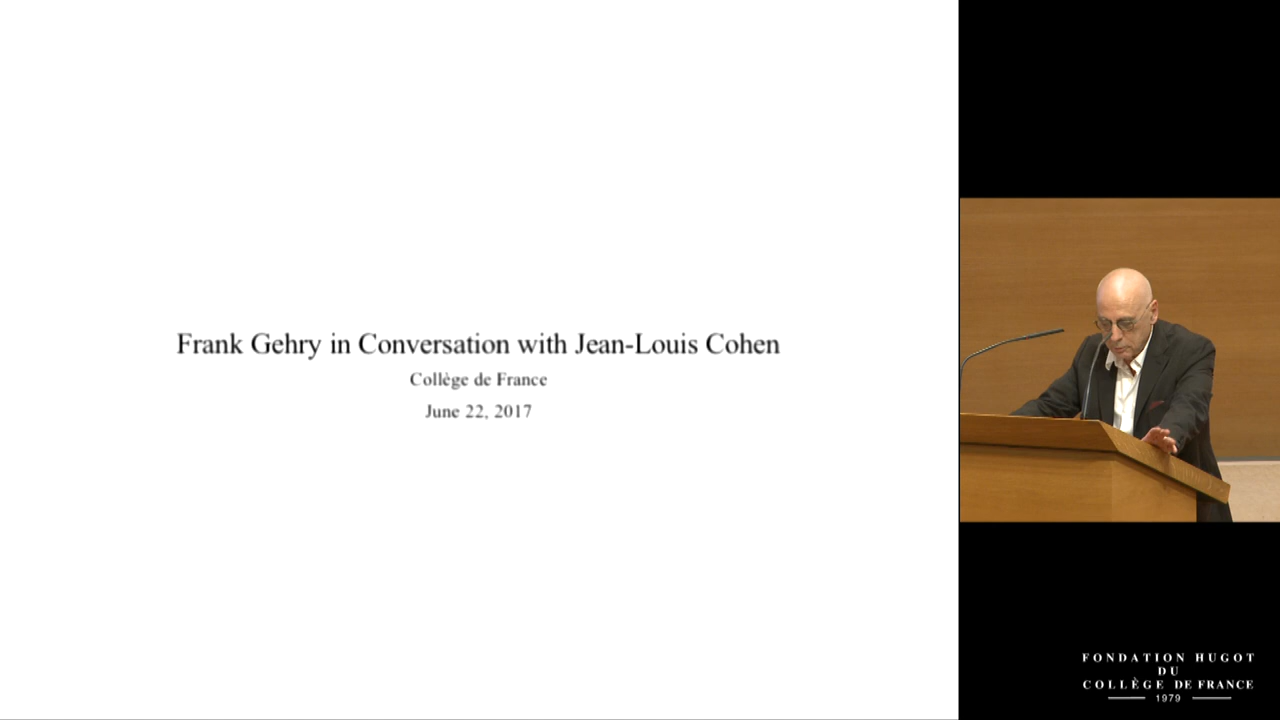 Frank Gehry in Conversation with Jean-Louis Cohen
Collège de France
June 22, 2017
FONDATION HUGOT
DU
COLLÈGE DE FRANCE
1979